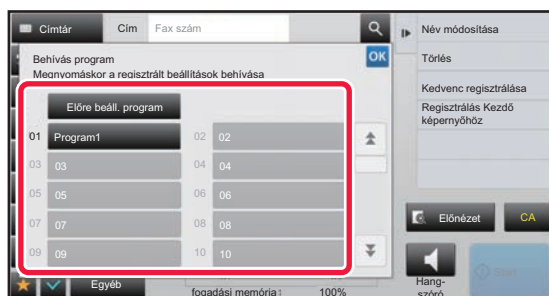 Címtár
Cím
Fax szám
Behívás program
OK
Megnyomáskor a regisztrált beállítások behívása
Előre beáll. program
01 Program1
02 02
03 03
04 04
05 05
06 06
07 07
08 08
09 09
10 10
Egyéb
fogadási memória:
100%
Név módosítása
Törlés
Kedvenc regisztrálása
Regisztrálás Kezdő
képernyőhöz
Előnézet
CA
Hang-
szóró
Start